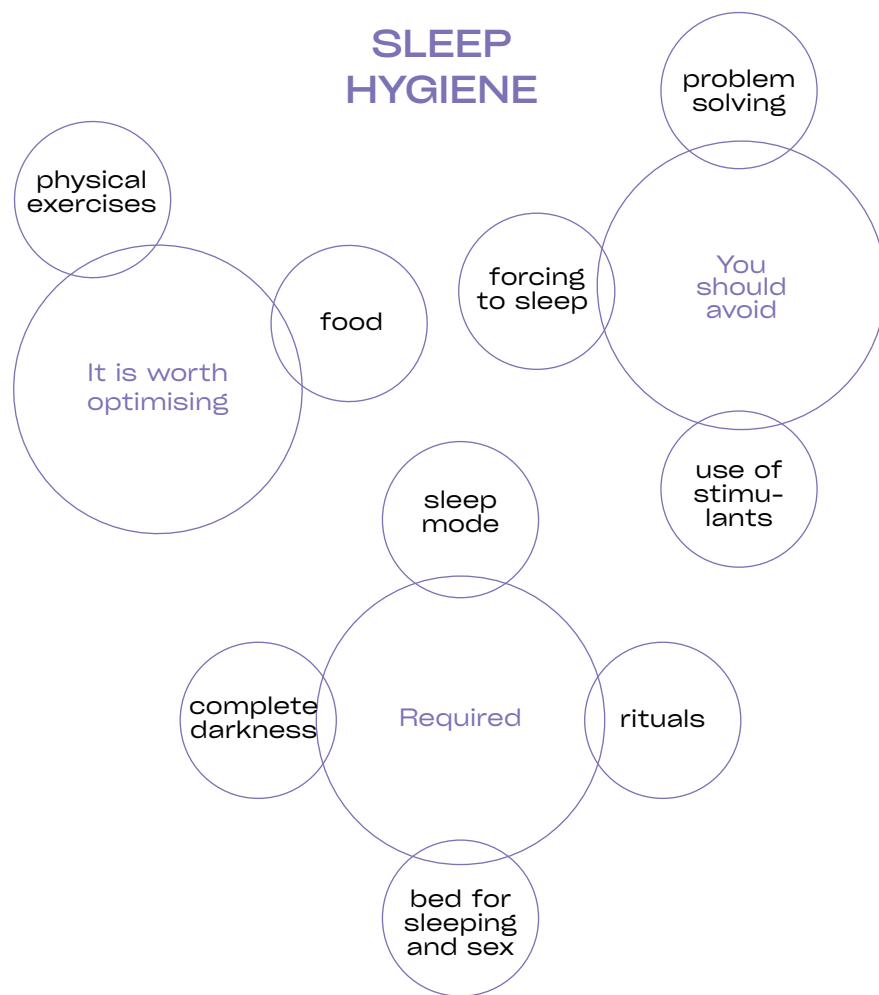 SLEEP
HYGIENE
physical
exercises
food
It is worth
optimising
problem
solving
forcing
to sleep
You
should
avoid
use of
stimu-
lants
sleep
mode
complete
darkness
Required
rituals
bed for
sleeping
and sex